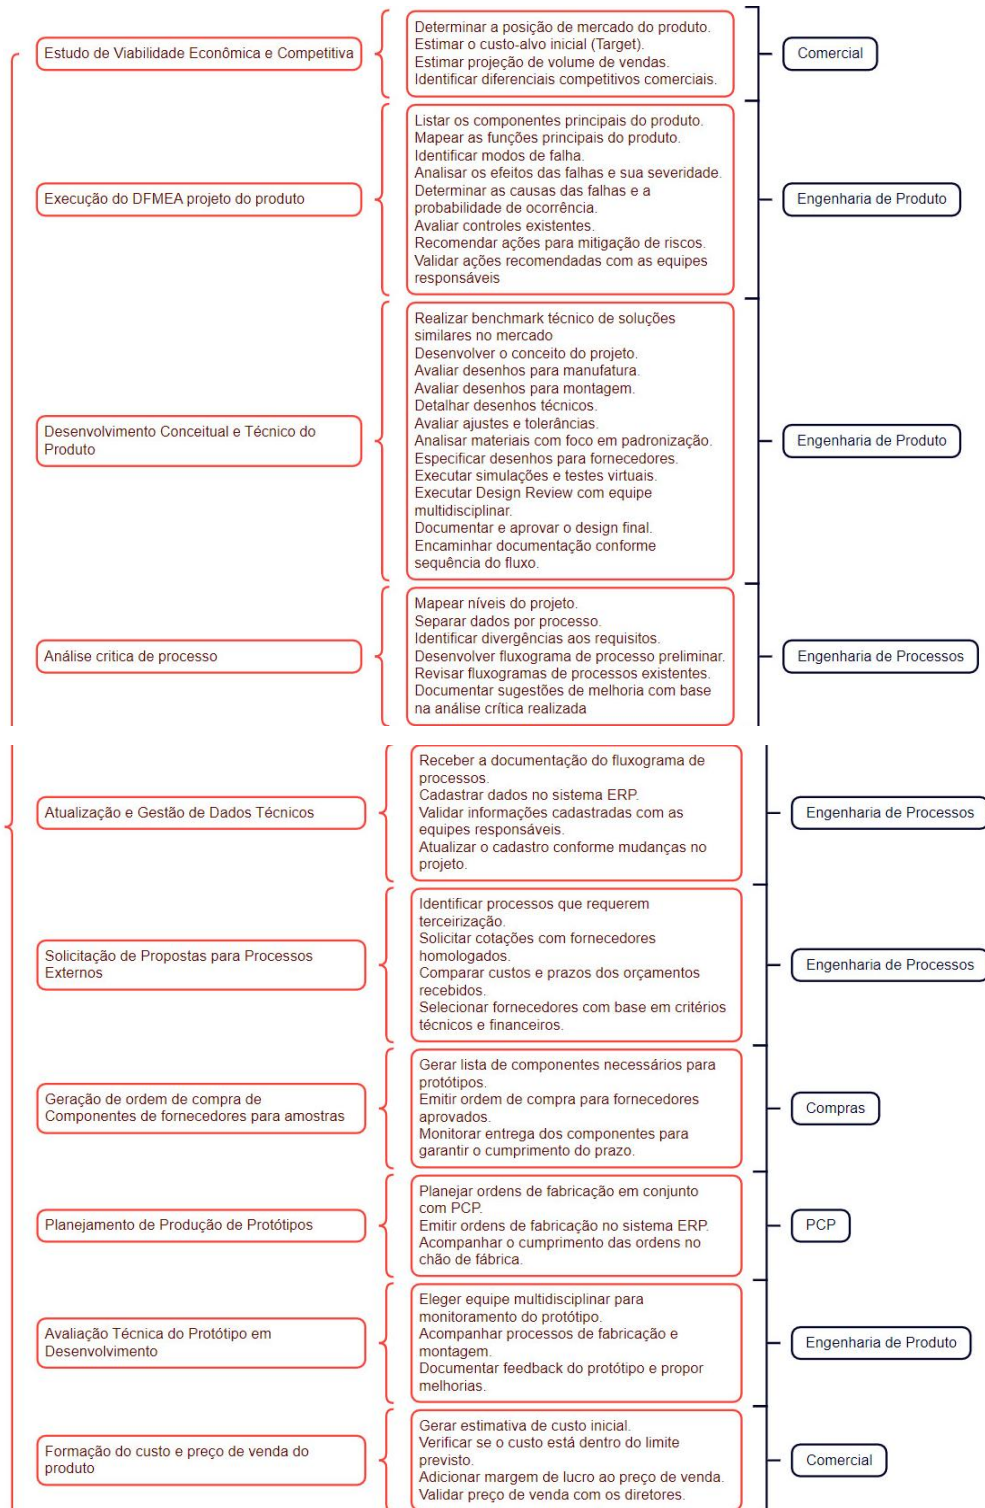 Estudo de Viabilidade Econômica e Competitiva
Determinar a posição de mercado do produto.
Estimar o custo-alvo inicial (Target).
Estimar projeção de volume de vendas.
Identificar diferenciais competitivos comerciais.
Comercial
Execução do DFMEA projeto do produto
Listar os componentes principais do produto.
Mapear as funções principais do produto.
Identificar modos de falha.
Analisar os efeitos das falhas e sua severidade.
Determinar as causas das falhas e a
probabilidade de ocorrência.
Avaliar controles existentes.
Recomendar ações para mitigação de riscos.
Validar ações recomendadas com as equipes
responsáveis
Engenharia de Produto
Desenvolvimento Conceitual e Técnico do
Produto
Realizar benchmark técnico de soluções
similares no mercado
Desenvolver o conceito do projeto.
Avaliar desenhos para manufatura.
Avaliar desenhos para montagem.
Detalhar desenhos técnicos.
Avaliar ajustes e tolerâncias.
Analisar materiais com foco em padronização.
Especificar desenhos para fornecedores.
Executar simulações e testes virtuais.
Executar Design Review com equipe
multidisciplinar.
Documentar e aprovar o design final.
Encaminhar documentação conforme
sequência do fluxo.
Engenharia de Produto
Análise critica de processo
Mapear níveis do projeto.
Separar dados por processo.
Identificar divergências aos requisitos.
Desenvolver fluxograma de processo preliminar.
Revisar fluxogramas de processos existentes.
Documentar sugestões de melhoria com base
na análise crítica realizada
Engenharia de Processos
Atualização e Gestão de Dados Técnicos
Receber a documentação do fluxograma de
processos.
Cadastrar dados no sistema ERP.
Validar informações cadastradas com as
equipes responsáveis.
Atualizar o cadastro conforme mudanças no
projeto.
Engenharia de Processos
Solicitação de Propostas para Processos
Externos
Identificar processos que requerem
terceirização.
Solicitar cotações com fornecedores
homologados.
Comparar custos e prazos dos orçamentos
recebidos.
Selecionar fornecedores com base em critérios
técnicos e financeiros.
Engenharia de Processos
Geração de ordem de compra de
Componentes de fornecedores para amostras
Gerar lista de componentes necessários para
protótipos.
Emitir ordem de compra para fornecedores
aprovados.
Monitorar entrega dos componentes para
garantir o cumprimento do prazo.
Compras
Planejamento de Produção de Protótipos
Planejar ordens de fabricação em conjunto
com PCP.
Emitir ordens de fabricação no sistema ERP.
Acompanhar o cumprimento das ordens no
chão de fábrica.
PCP
Avaliação Técnica do Protótipo em
Desenvolvimento
Eleger equipe multidisciplinar para
monitoramento do protótipo.
Acompanhar processos de fabricação e
montagem.
Documentar feedback do protótipo e propor
melhorias.
Engenharia de Produto
Formação do custo e preço de venda do
produto
Gerar estimativa de custo inicial.
Verificar se o custo está dentro do limite
previsto.
Adicionar margem de lucro ao preço de venda.
Validar preço de venda com os diretores.
Comercial